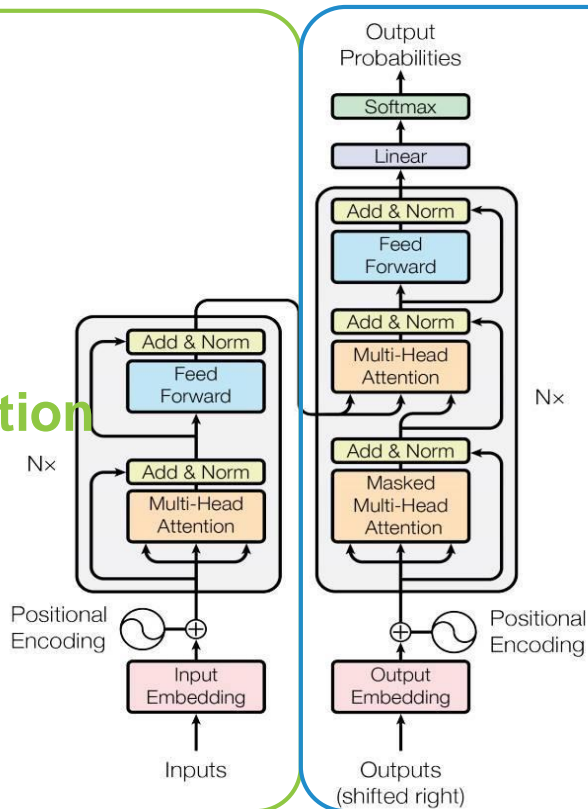 Output
Probabilities
Softmax
Linear
Add & Norm
Feed
Forward
Add & Norm
Multi-Head
Attention
Add & Norm
Masked
Multi-Head
Attention
N×
Positional
Encoding
Output
Embedding
Outputs
(shifted right)
Add & Norm
Feed
Forward
tion
N×
Add & Norm
Multi-Head
Attention
Positional
Encoding
Input
Embedding
Inputs